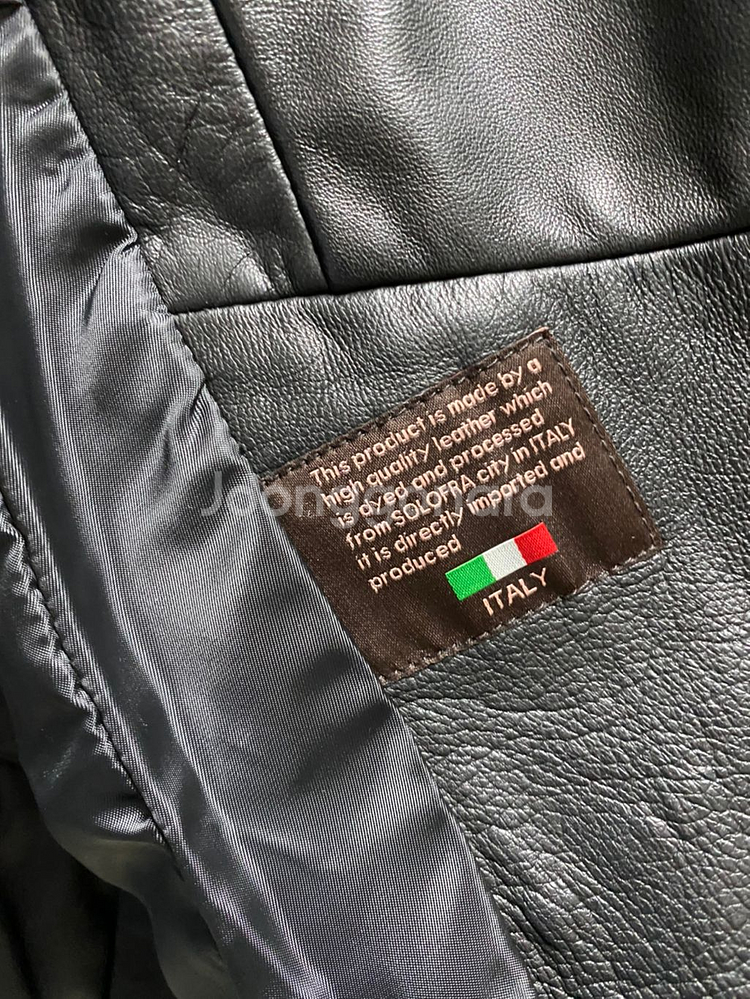 This product is made by a
high quality leather which
is dyed and processed
from SOLOFRA city in ITALY
it is directly imported and
produced
ITALY
Joonggonara